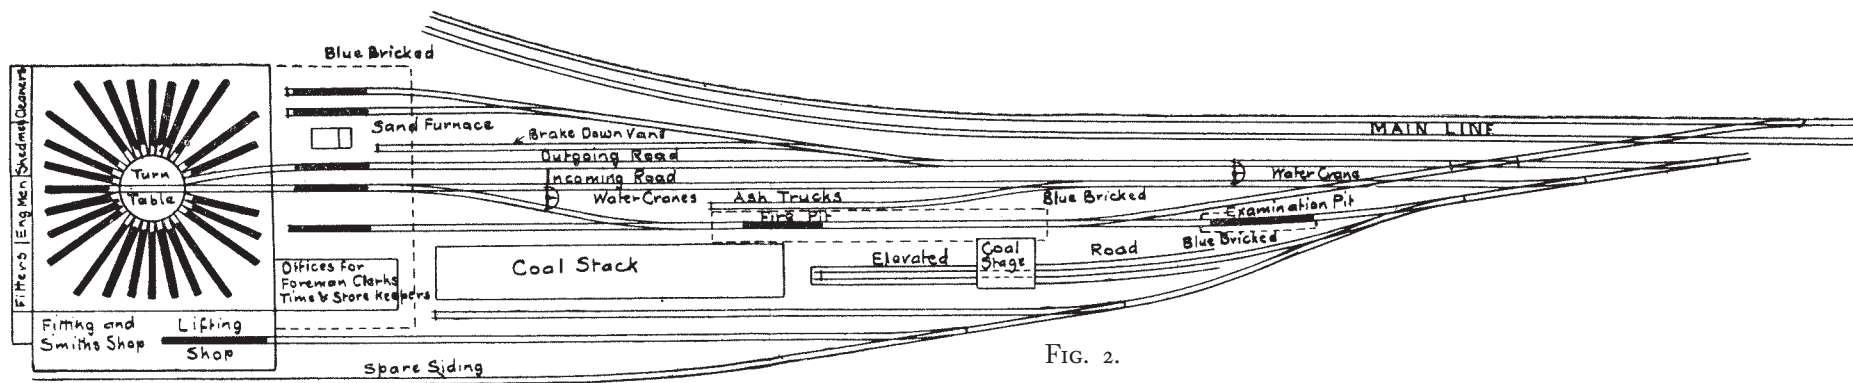 Blue Bricked
Cleaners
Shedmen
Eng Men
Fitters
Turn
Table
Sand Furnace
Brake Down Vans
Outgoing Road
Incoming Road
Water Cranes
Ash Trucks
Fire Pit
Blue Bricked
MAIN LINE
Water Crane
Examination Pit
Blue Bricked
Coal Stack
Elevated
Coal
Stage
Road
Offices for
Foreman Clarks
Time & Store Keepers
Fitting and
Smiths Shop
Lifting
Shop
Spare Siding
FIG. 2.